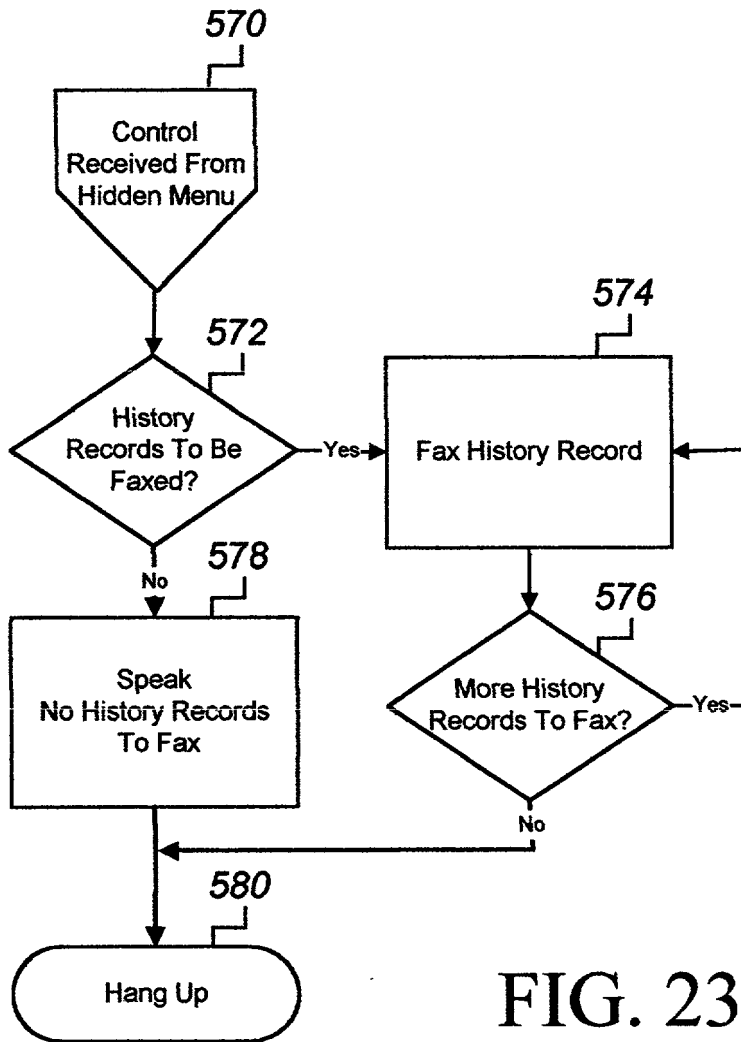 570
Control
Received From
Hidden Menu
572
History
Records To Be
Faxed?
Yes
574
Fax History Record
No
578
Speak
No History Records
To Fax
576
More History
Records To Fax?
Yes
No
580
Hang Up
FIG. 23